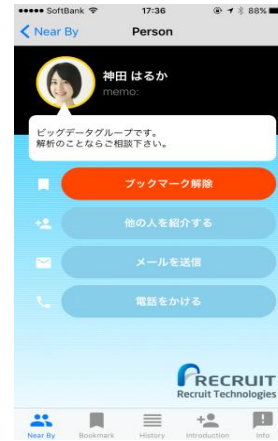 SoftBank 17:36 88%
Near By Person
神田 はるか
memo:
ビッグデータグループです。
解析のことならご相談下さい。
ブックマーク解除
他の人を紹介する
メールを送信
電話をかける
RECRUIT
Recruit Technologies
Near By Bookmark History Introduction Info